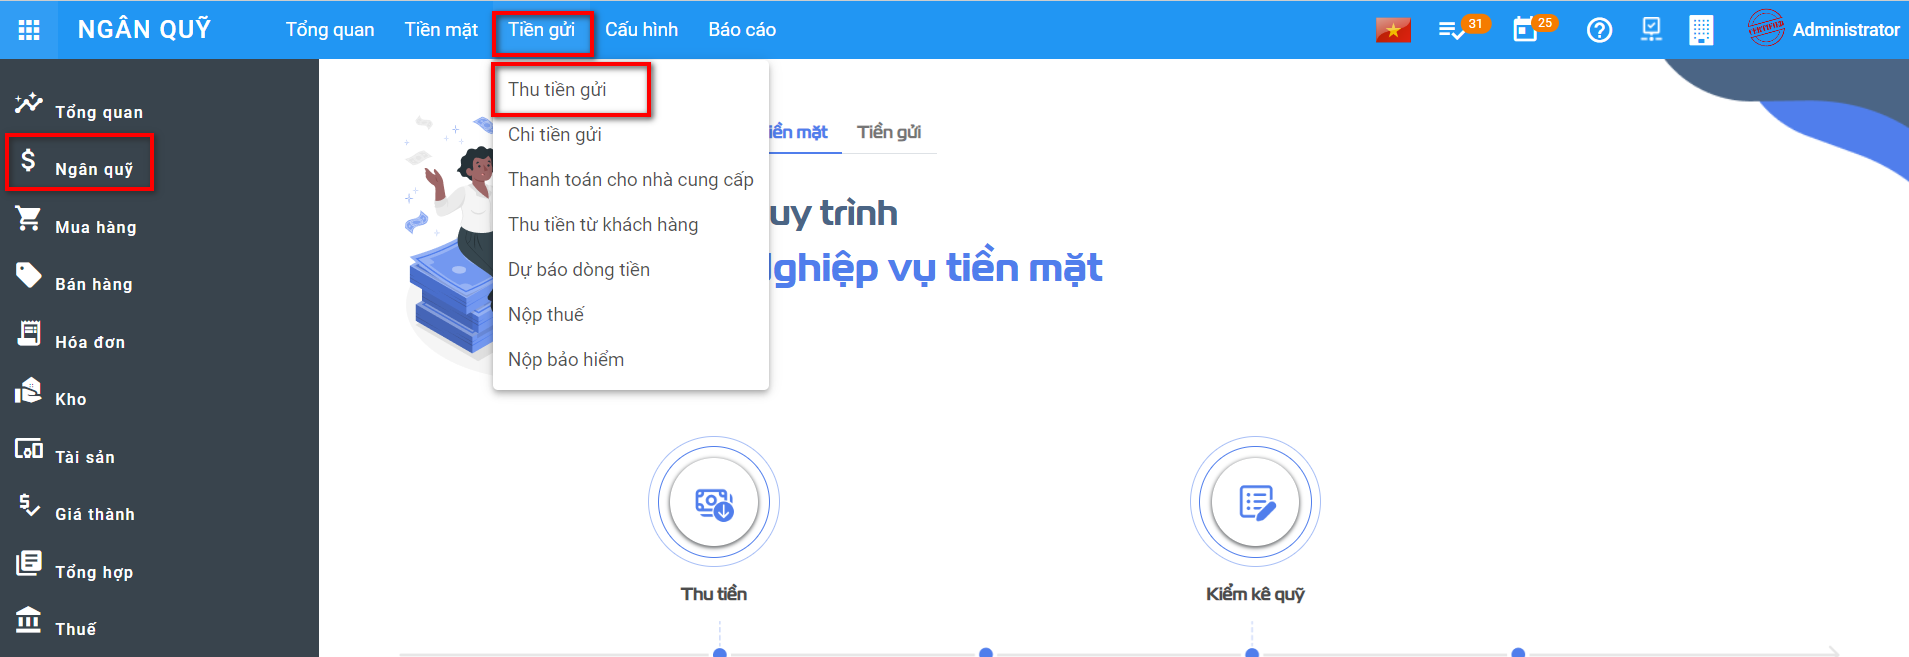 NGÂN QUỸ
Tổng quan
Tiền mặt
Tiền gửi
Cấu hình
Báo cáo
31
25
CERTIFIED
Administrator
Tổng quan
Ngân quỹ
Mua hàng
Bán hàng
Hóa đơn
Kho
Tài sản
Giá thành
Tổng hợp
Thuế
Thu tiền gửi
Chi tiền gửi
Thanh toán cho nhà cung cấp
Thu tiền từ khách hàng
Dự báo dòng tiền
Nộp thuế
Nộp bảo hiểm
iền mặt
Tiền gửi
uy trình
ghiệp vụ tiền mặt
Thu tiền
Kiểm kê quỹ